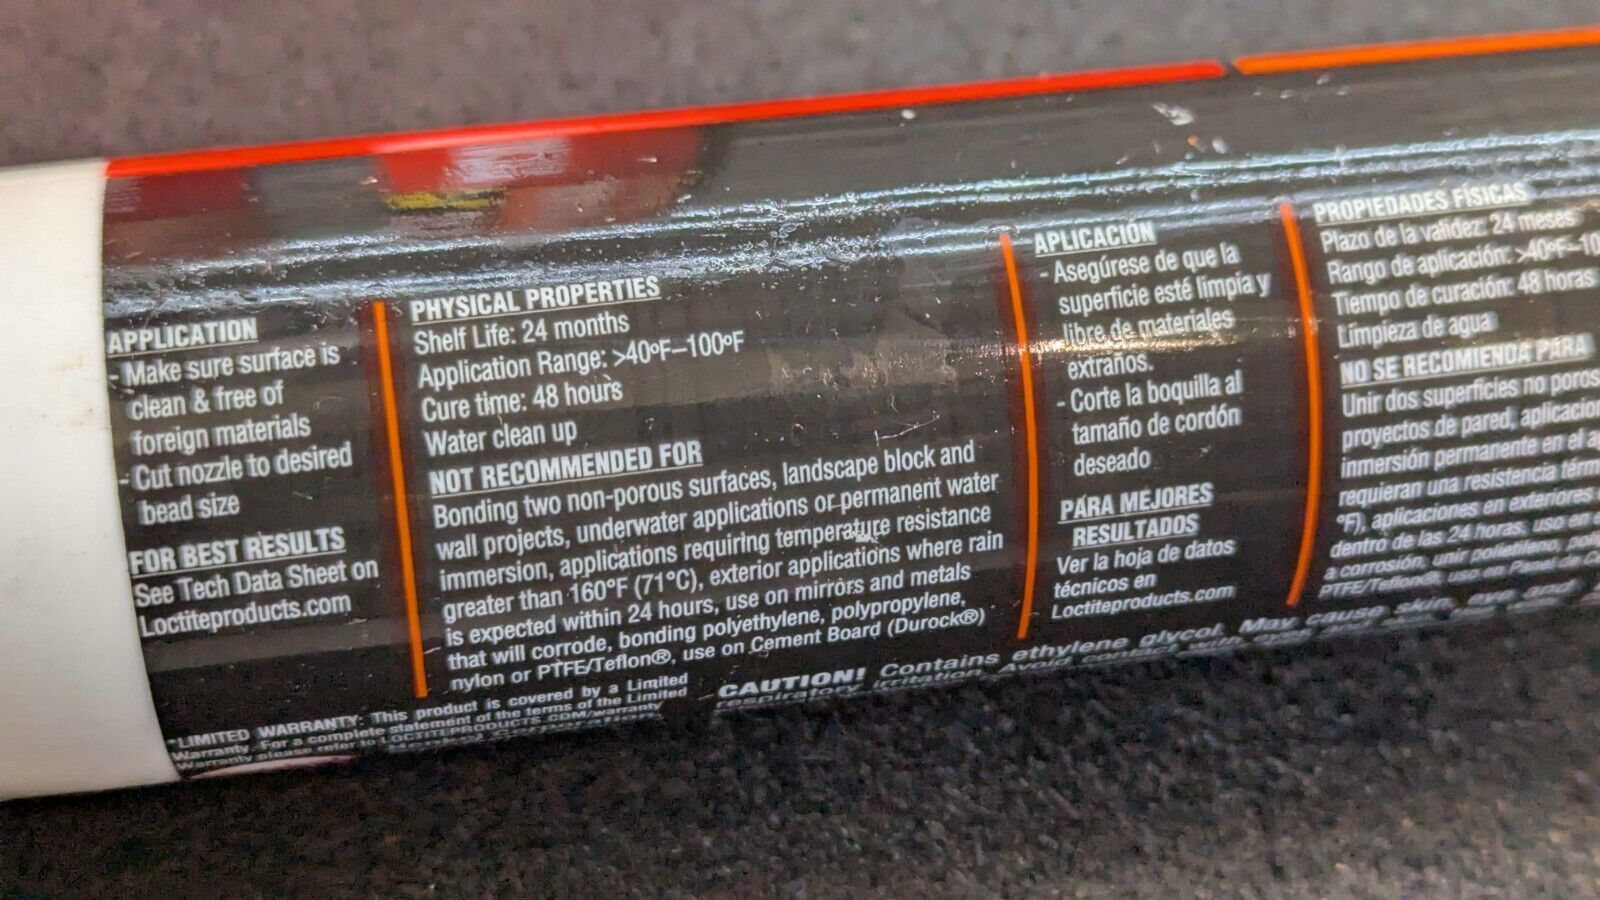 APPLICATION
- Make sure surface is
clean & free of
foreign materials
- Cut nozzle to desired
bead size
FOR BEST RESULTS
See Tech Data Sheet on
Loctiteproducts.com
PHYSICAL PROPERTIES
Shelf Life: 24 months
Application Range: >40ºF–100ºF
Cure time: 48 hours
Water clean up
NOT RECOMMENDED FOR
Bonding two non-porous surfaces, landscape block and
wall projects, underwater applications or permanent water
immersion, applications requiring temperature resistance
greater than 160°F (71°C), exterior applications where rain
is expected within 24 hours, use on mirrors and metals
that will corrode, bonding polyethylene, polypropylene,
nylon or PTFE/Teflon®, use on Cement Board (Durock®)
*LIMITED WARRANTY: This product is covered by a Limited
Warranty. For a complete statement of the terms of the Limited
Warranty please refer to LOCTITEPRODUCTS.COM/warranty
CAUTION! Contains ethylene glycol. May cause skin, eye and
respiratory irritation. Avoid contact
APLICACIÓN
- Asegúrese de que la
superficie esté limpia y
libre de materiales
extraños.
- Corte la boquilla al
tamaño de cordón
deseado
PARA MEJORES
RESULTADOS
Ver la hoja de datos
técnicos en
Loctiteproducts.com
PROPIEDADES FÍSICAS
Plazo de la validez: 24 meses
Rango de aplicación: >40ºF–10
Tiempo de curación: 48 horas
Limpieza de agua
NO SE RECOMIENDA PARA
Unir dos superficies no poros
proyectos de pared, aplicacion
inmersión permanente en el a
requieran una resistencia térm
°F), aplicaciones en exteriores
dentro de las 24 horas, uso en
a corrosión, unir polietileno,
PTFE/Teflon®, uso en